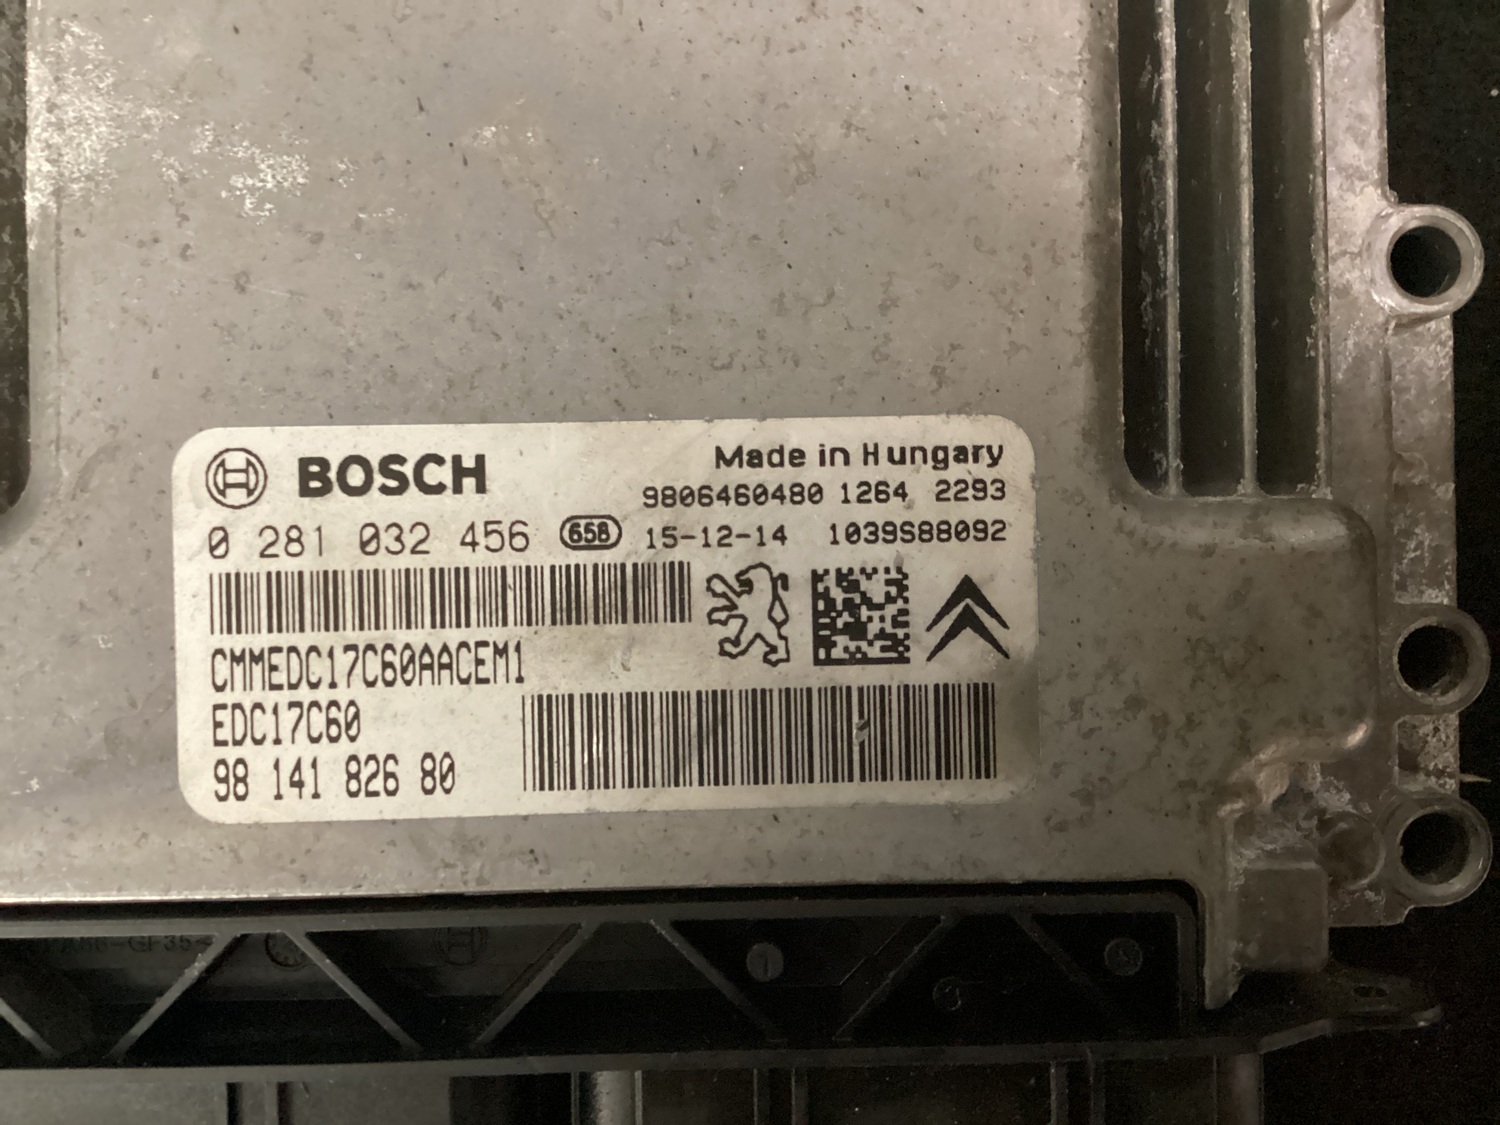 BOSCH
Made in Hungary
9806460480 1264 2293
0 281 032 456 658 15-12-14 1039S88092
CMMEDC17C60AACEM1
EDC17C60
98 141 826 80
1